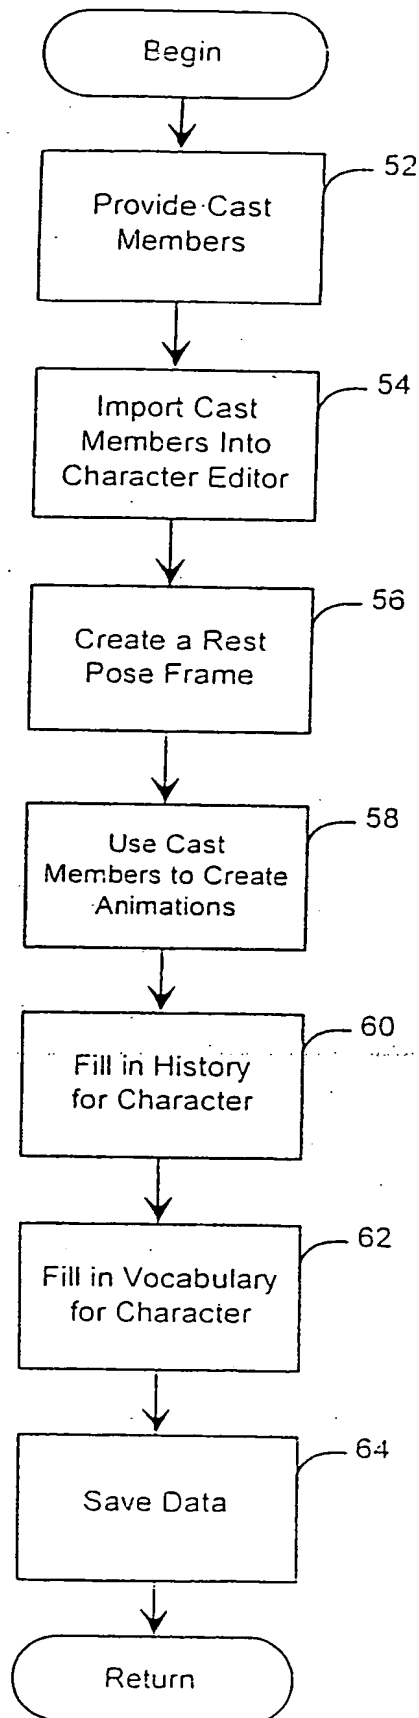 Begin
52
Provide Cast
Members
54
Import Cast
Members Into
Character Editor
56
Create a Rest
Pose Frame
58
Use Cast
Members to Create
Animations
60
Fill in History
for Character
62
Fill in Vocabulary
for Character
64
Save Data
Return